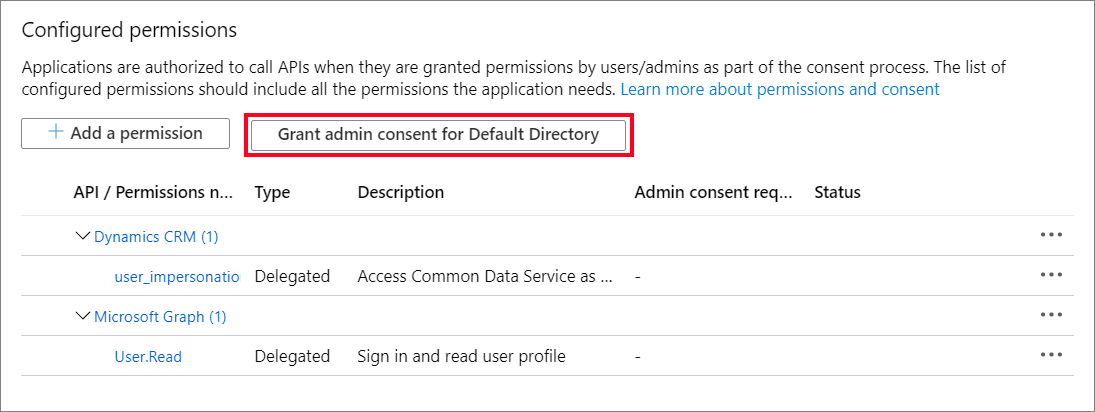 Configured permissions
Applications are authorized to call APIs when they are granted permissions by users/admins as part of the consent process. The list of
configured permissions should include all the permissions the application needs. Learn more about permissions and consent
+ Add a permission Grant admin consent for Default Directory
API / Permissions n... Type Description Admin consent req... Status
Dynamics CRM (1) •••
user_impersonatio Delegated Access Common Data Service as ... - •••
Microsoft Graph (1) •••
User.Read Delegated Sign in and read user profile - •••